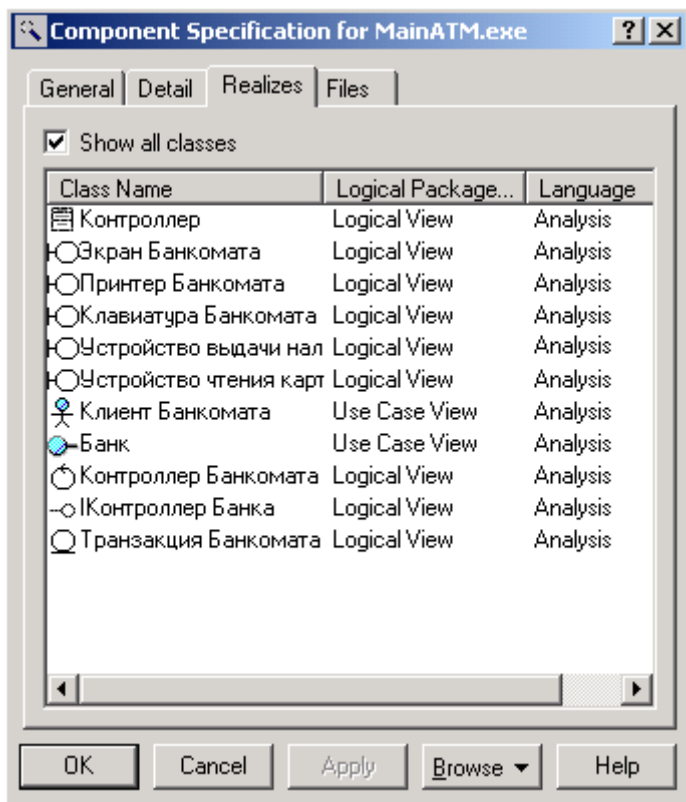 Component Specification for MainATM.exe
General Detail Realizes Files
Show all classes
Class Name Logical Package... Language
Контроллер Logical View Analysis
Экран Банкомата Logical View Analysis
Принтер Банкомата Logical View Analysis
Клавиатура Банкомата Logical View Analysis
Устройство выдачи нал Logical View Analysis
Устройство чтения карт Logical View Analysis
Клиент Банкомата Use Case View Analysis
Банк Use Case View Analysis
Контроллер Банкомата Logical View Analysis
IКонтроллер Банка Logical View Analysis
Транзакция Банкомата Logical View Analysis
OK Cancel Apply Browse Help